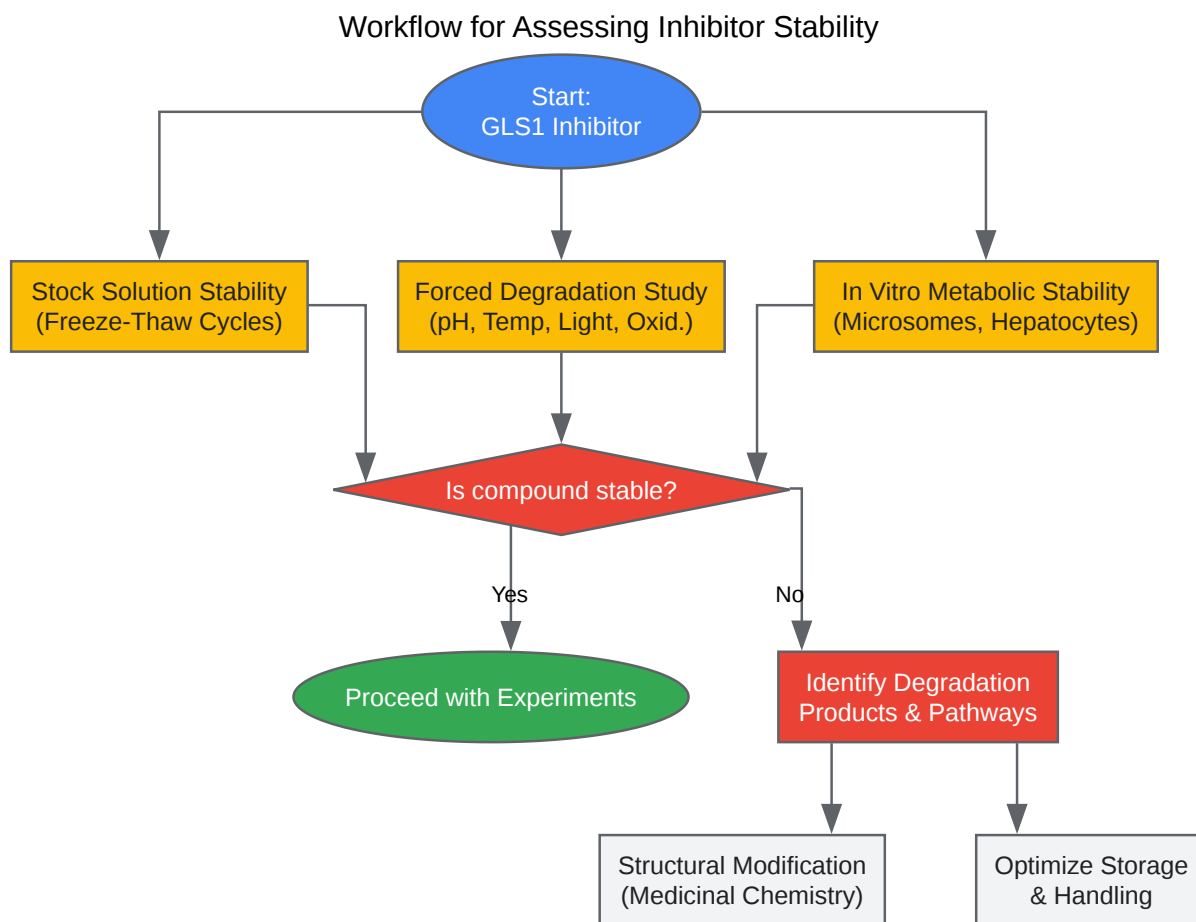 Workflow for Assessing Inhibitor Stability
Start:
GLS1 Inhibitor
Stock Solution Stability
(Freeze-Thaw Cycles)
Forced Degradation Study
(pH, Temp, Light, Oxid.)
In Vitro Metabolic Stability
(Microsomes, Hepatocytes)
Is compound stable?
Yes
No
Proceed with Experiments
Identify Degradation
Products & Pathways
Structural Modification
(Medicinal Chemistry)
Optimize Storage
& Handling